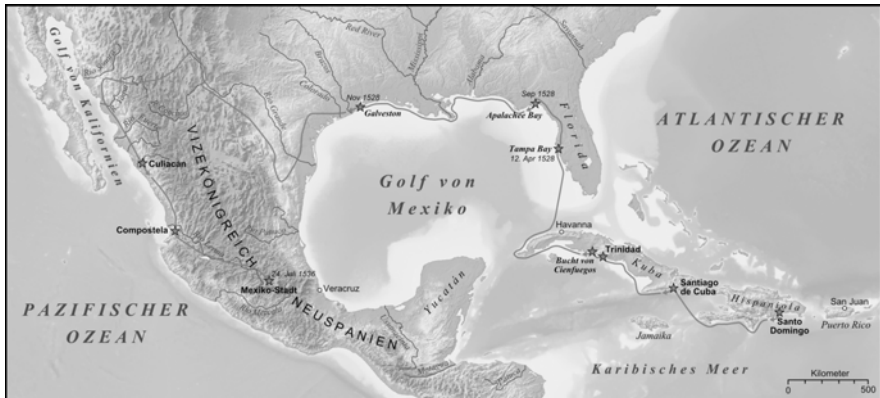 Golf von Kalifornien
Red River
Brazos
Colorado
Mississippi
Alabama
Savannah
Rio Grande
Nov 1528
Galveston
Sep 1528
Apalachee Bay
Florida
ATLANTISCHER
OZEAN
Tampa Bay
12. Apr 1528
Culiacán
VIZEKÖNIGREICH
Golf von
Mexiko
Compostela
Havanna
Trinidad
Bucht von
Cienfuegos
Kuba
24. Juli 1536
Mexiko-Stadt
Veracruz
Yucatán
Santiago
de Cuba
Hispaniola
San Juan
Puerto Rico
Santo
Domingo
PAZIFISCHER
OZEAN
NEUSPANIEN
Jamaika
Karibisches Meer
Kilometer
0
500